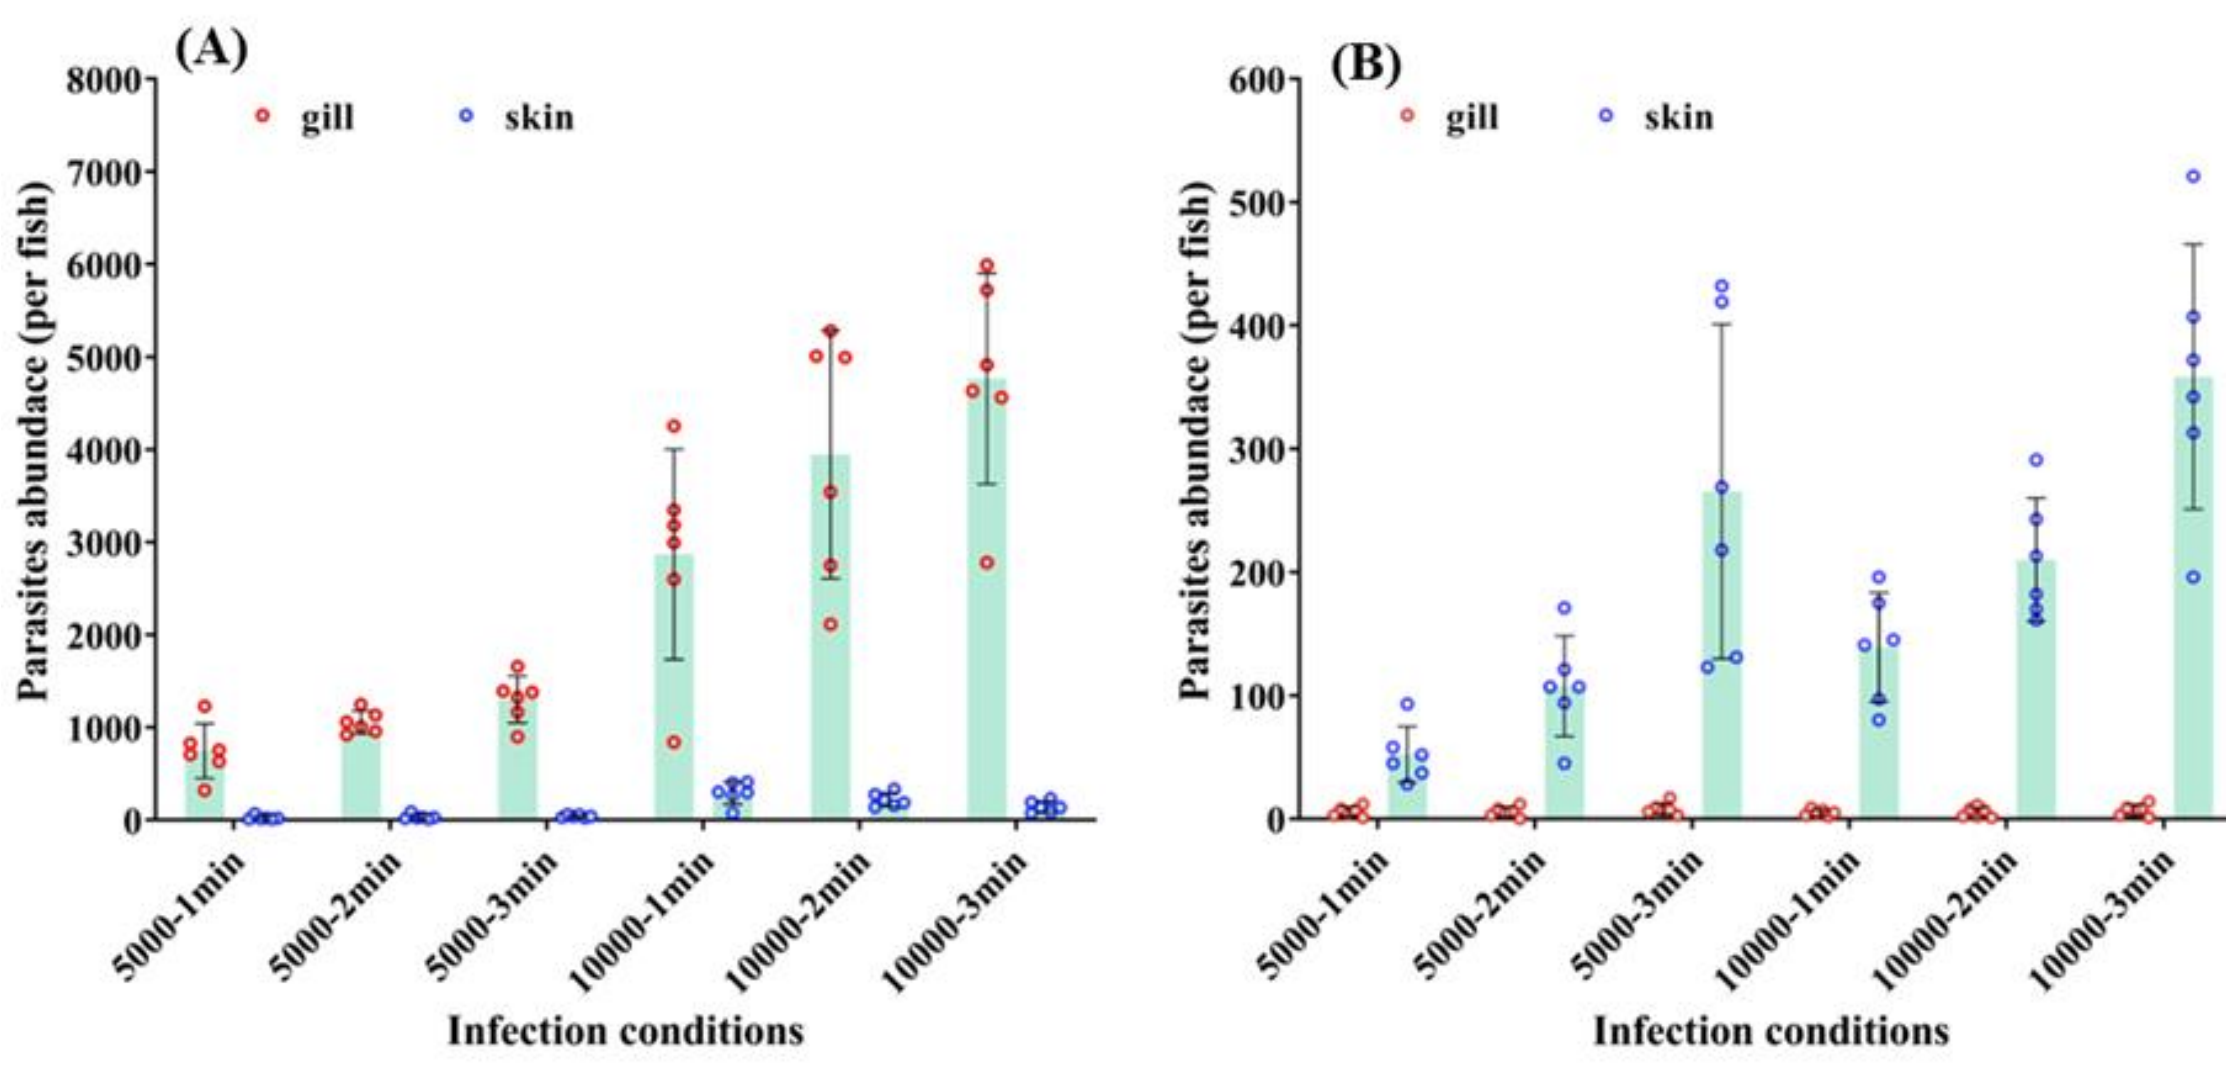 (A)
gill skin
8000
7000
6000
5000
4000
3000
2000
1000
0
Parasites abundace (per fish)
5000-1min
5000-2min
5000-3min
10000-1min
10000-2min
10000-3min
Infection conditions
(B)
gill skin
600
500
400
300
200
100
0
Parasites abundace (per fish)
5000-1min
5000-2min
5000-3min
10000-1min
10000-2min
10000-3min
Infection conditions